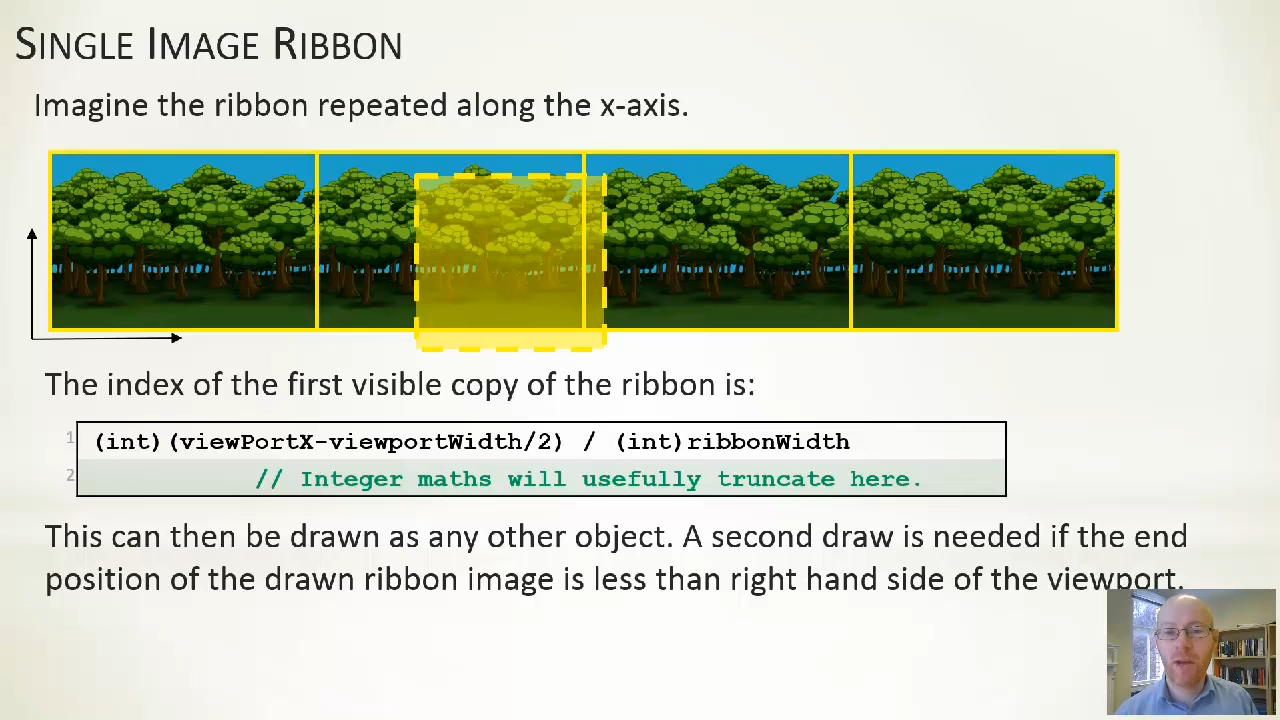 SINGLE IMAGE RIBBON
Imagine the ribbon repeated along the x-axis.
The index of the first visible copy of the ribbon is:
1 (int)(viewPortX-viewportWidth/2) / (int)ribbonWidth
2 // Integer maths will usefully truncate here.
This can then be drawn as any other object. A second draw is needed if the end
position of the drawn ribbon image is less than right hand side of the viewport.